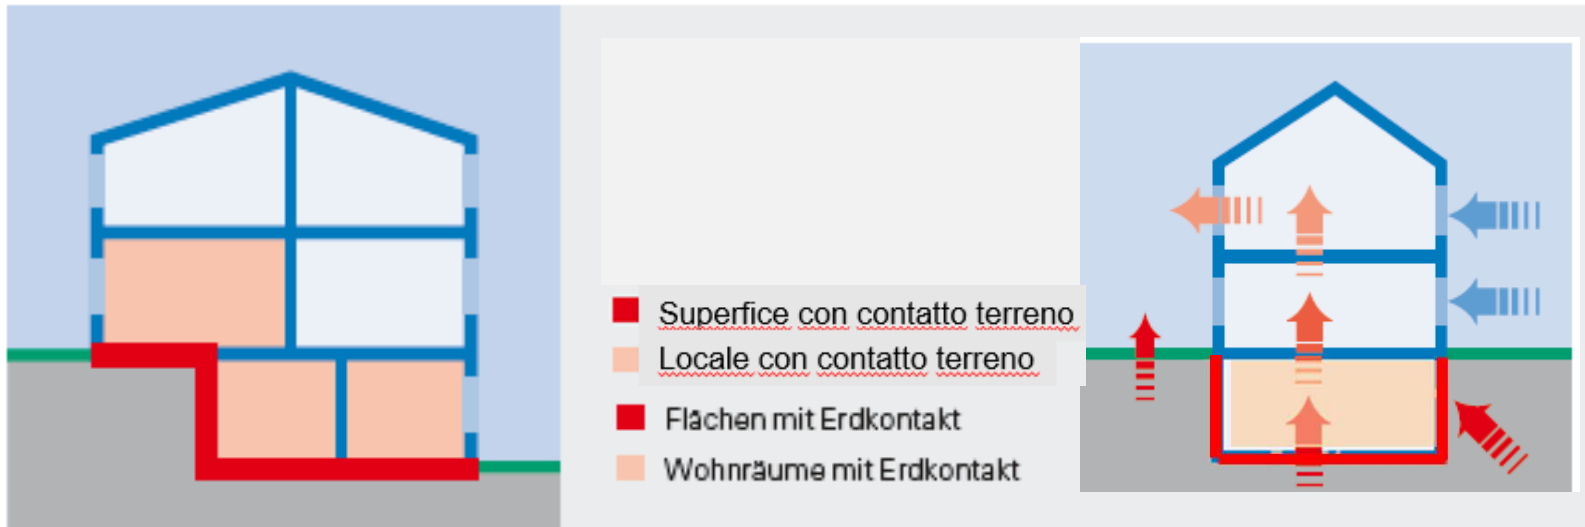 Superfice con contatto terreno
Locale con contatto terreno
Flächen mit Erdkontakt
Wohnräume mit Erdkontakt